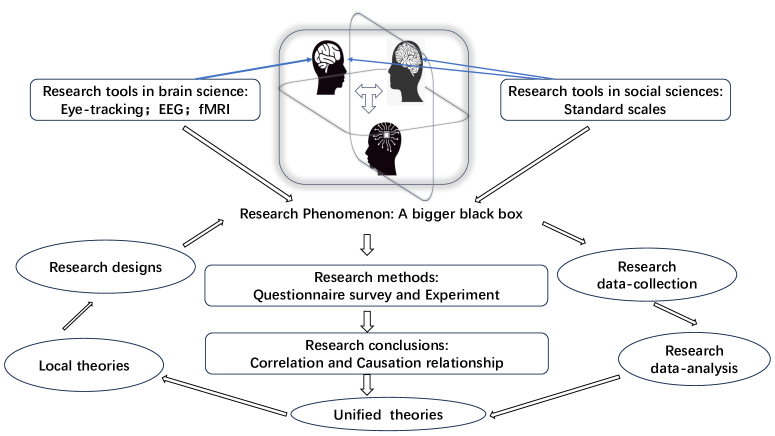 Research tools in brain science:
Eye-tracking；EEG；fMRI
Research tools in social sciences:
Standard scales
Research Phenomenon: A bigger black box
Research designs
Research methods:
Questionnaire survey and Experiment
Research
data-collection
Research conclusions:
Correlation and Causation relationship
Local theories
Research
data-analysis
Unified theories